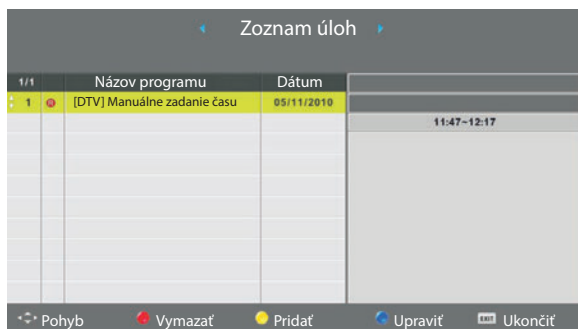 Zoznam úloh
1/1 Názov programu Dátum
1 [DTV] Manuálne zadanie času 05/11/2010
11:47~12:17
Pohyb Vymazať Pridať Upraviť EXIT Ukončiť